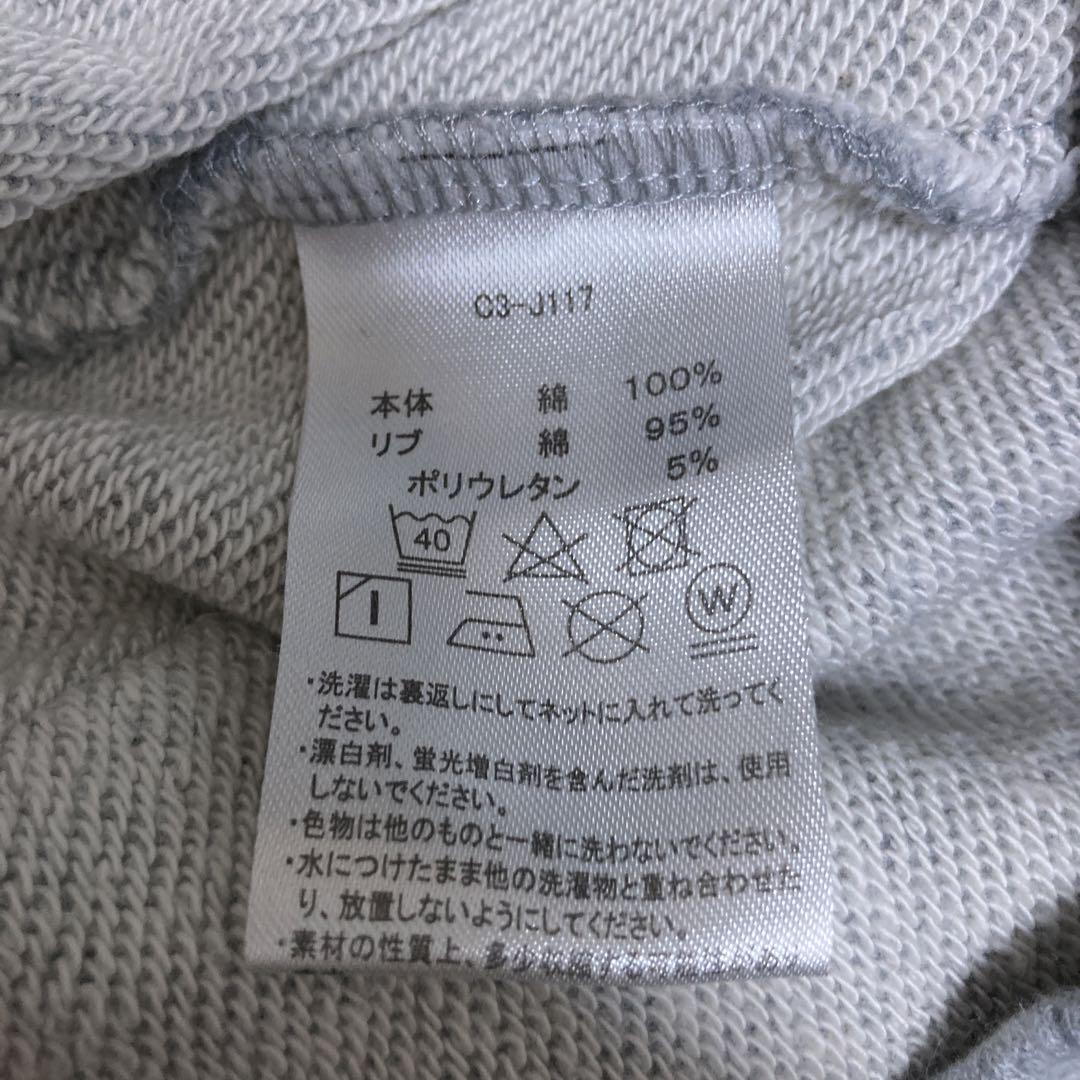 C3-J117
本体 綿 100%
リブ 綿 95%
ポリウレタン 5%
40
W
・洗濯は裏返しにしてネットに入れて洗ってく
ださい。
・漂白剤、蛍光増白剤を含んだ洗剤は、使用
しないでください。
・色物は他のものと一緒に洗わないでください。
・水につけたまま他の洗濯物と重ね合わせた
り、放置しないようにしてください。
・素材の性質上、多少